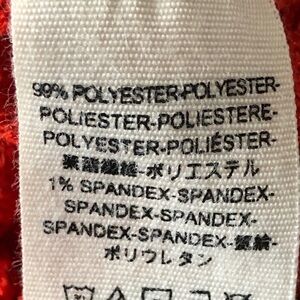 99% POLYESTER-POLYESTER-
POLIESTER-POLIESTERE-
POLYESTER-POLIÉSTER-
聚酯纖維-ポリエステル
1% SPANDEX-SPANDEX-
SPANDEX-SPANDEX-
SPANDEX-SPANDEX-氨綸-
ポリウレタン